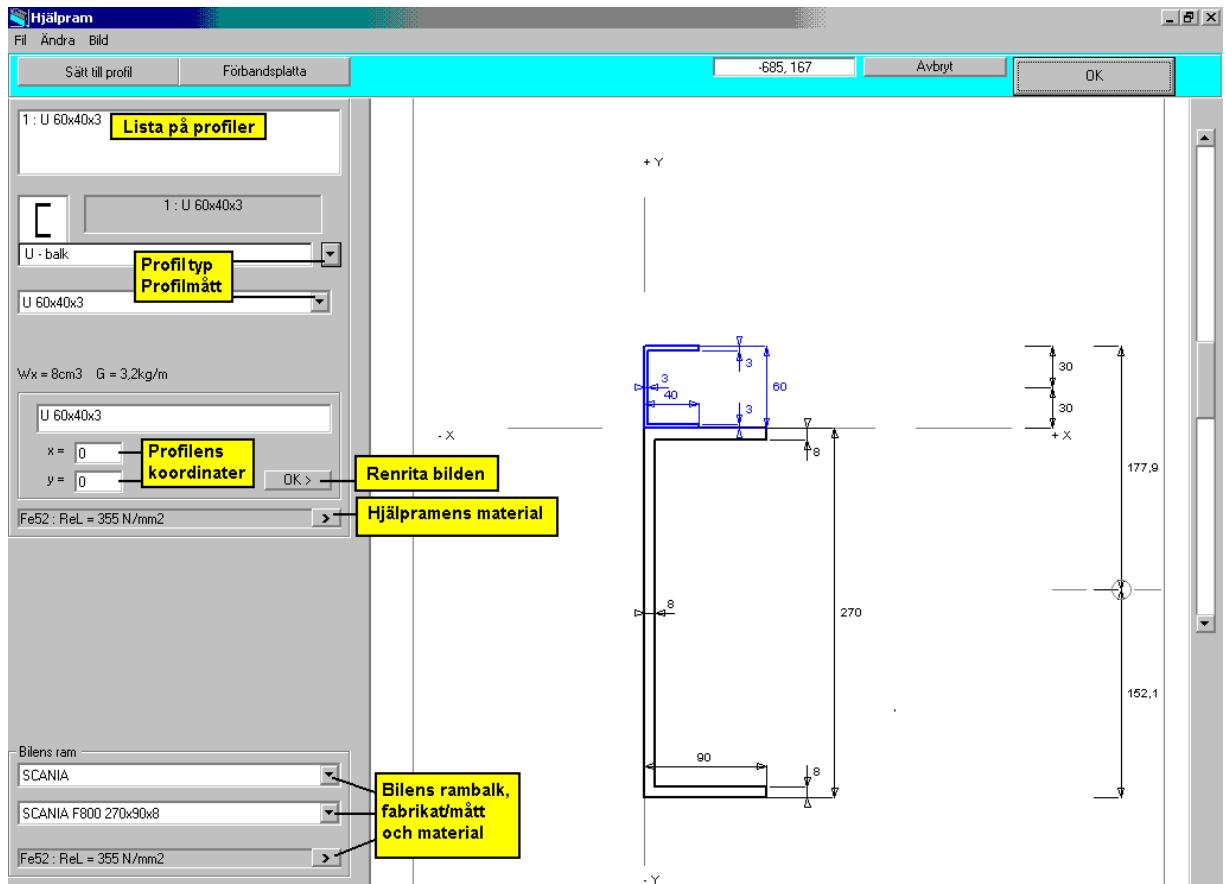 Hjälpram
Fil Ändra Bild
Sätt till profil
Förbandsplatta
-685, 167
Avbryt
OK
1 : U 60x40x3
Lista på profiler
1 : U 60x40x3
U - balk
Profiltyp
Profilmått
U 60x40x3
Wx = 8cm3 G = 3,2kg/m
U 60x40x3
x = 0
y = 0
Profilens
koordinater
OK >
Renrita bilden
Fe52 : ReL = 355 N/mm2
>
Hjälpramens material
Bilens ram
SCANIA
SCANIA F800 270x90x8
Fe52 : ReL = 355 N/mm2
>
Bilens rambalk,
fabrikat/mått
och material
+ Y
3
3
60
40
3
30
30
- X
+ X
8
177,9
8
270
152,1
90
8
- Y